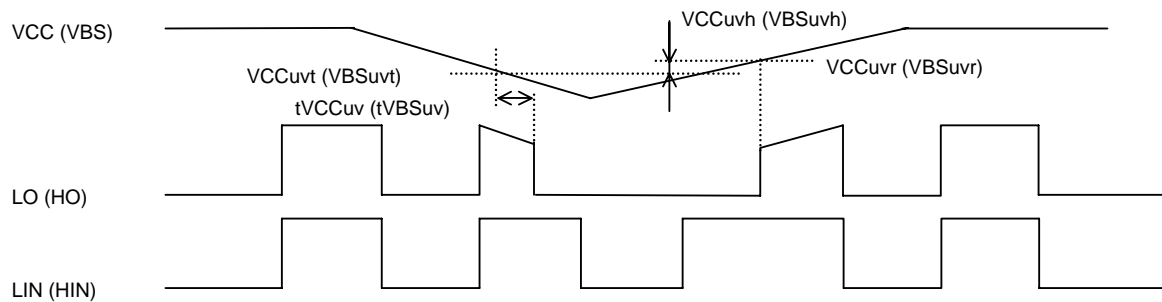 VCCuvh (VBSuvh)
VCC (VBS)
VCCuvt (VBSuvt)
VCCuvr (VBSuvr)
tVCCuv (tVBSuv)
LO (HO)
LIN (HIN)